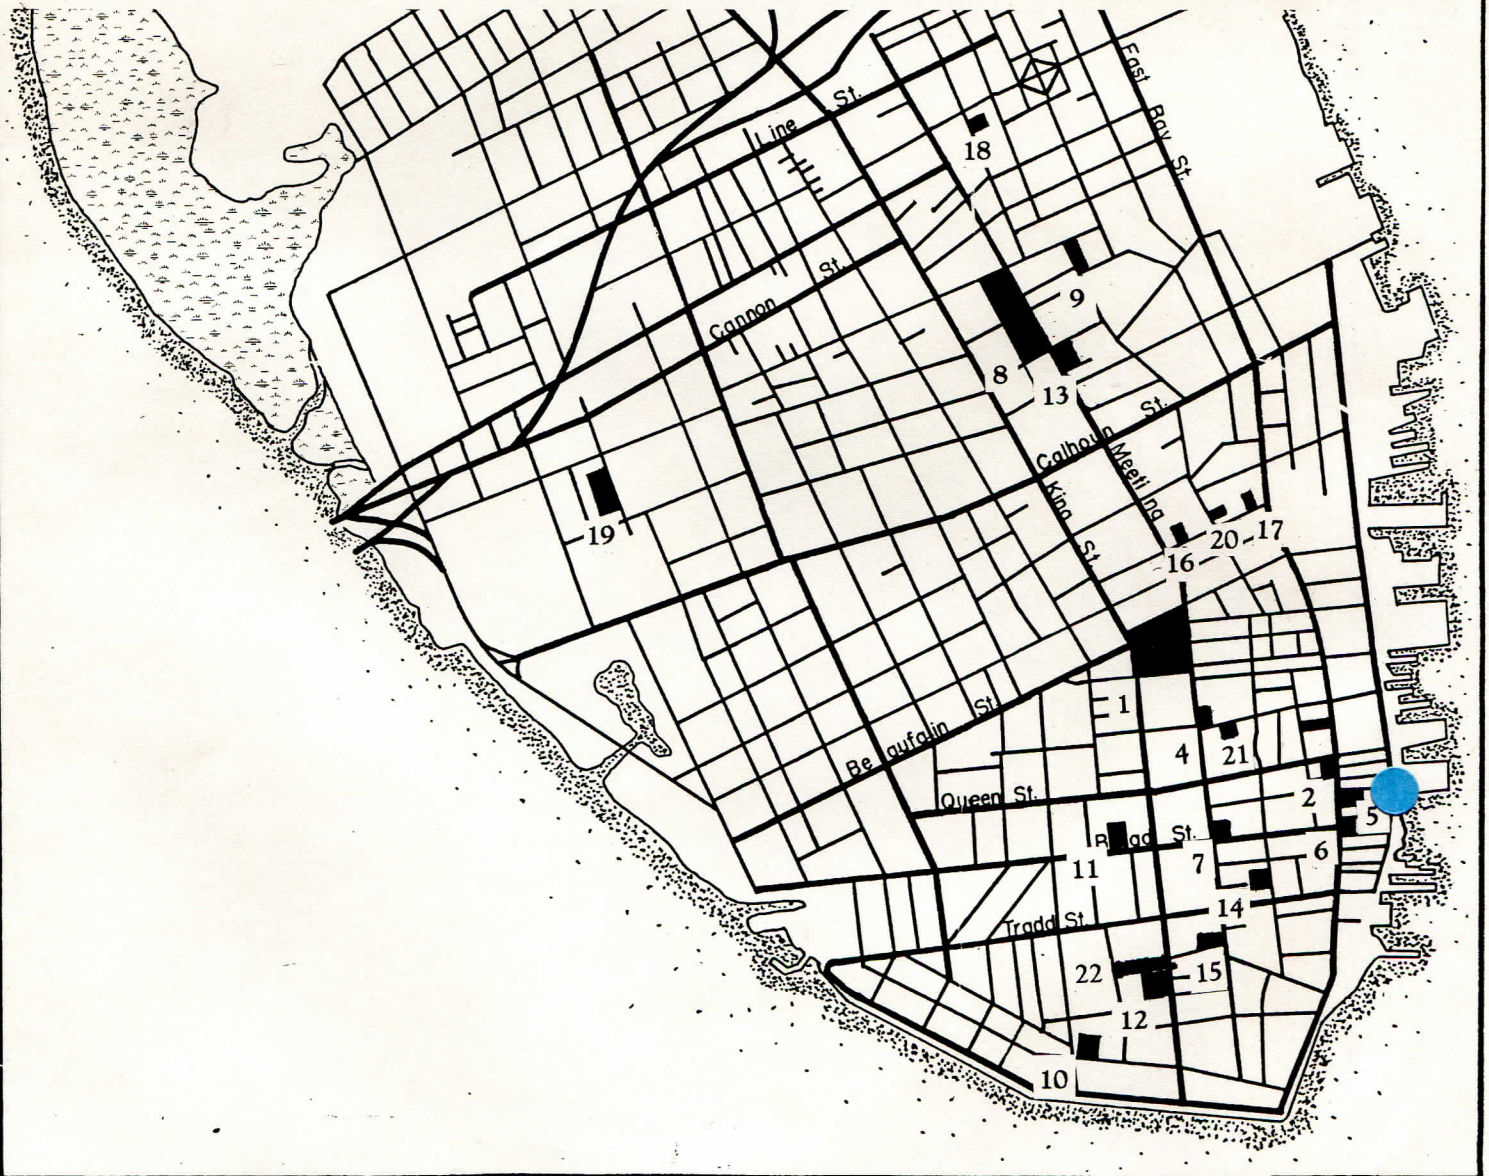 East Bay St.
Line St.
18
Cannon St.
9
8
13
Calhoun St.
King St.
Meeting
19
16
20
17
1
4
21
Beaufain St.
Queen St.
2
5
Broad St.
11
7
6
14
Tradd St.
22
15
12
10